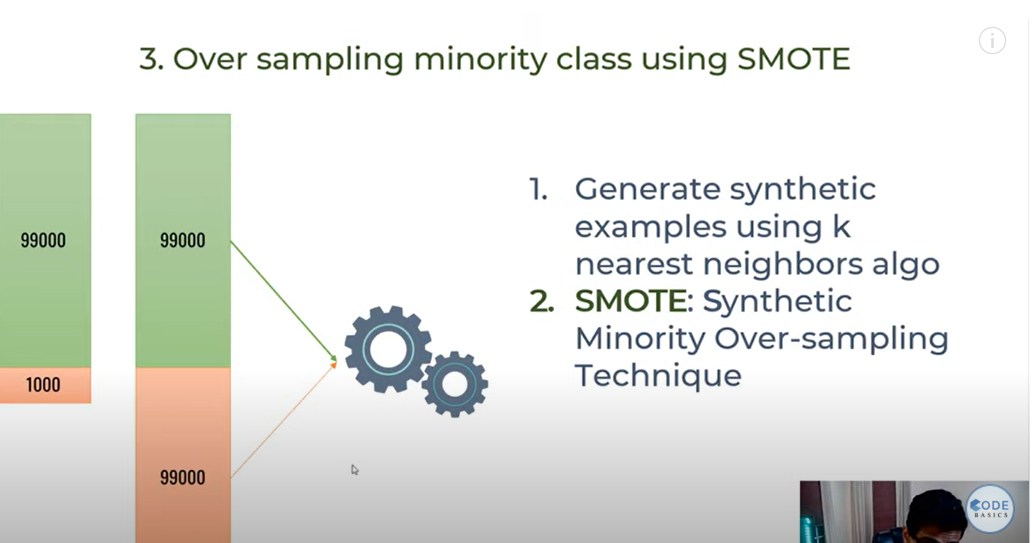 3. Over sampling minority class using SMOTE
99000
1000
99000
99000
1. Generate synthetic
examples using k
nearest neighbors algo
2. SMOTE: Synthetic
Minority Over-sampling
Technique
CODE
BASICS